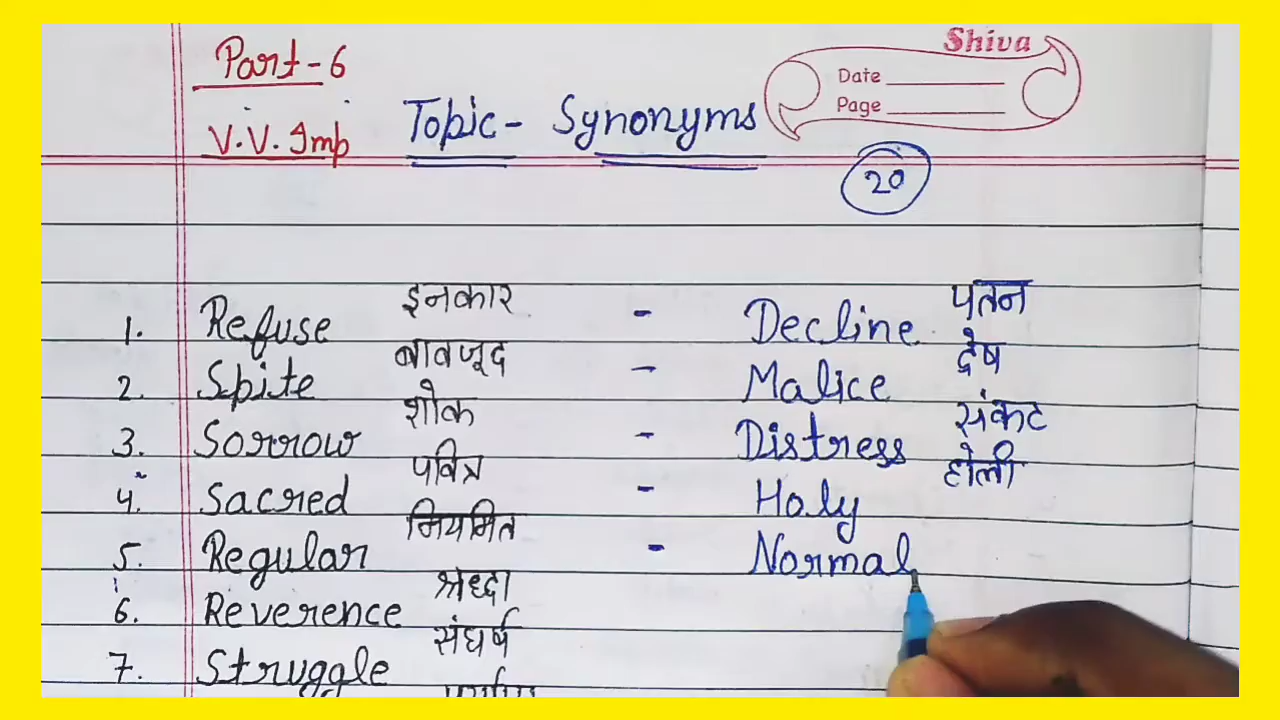 Shiva
Part-6
Date
Page
V.V. Imp Topic - Synonyms
20
1. Refuse इनकार - Decline पतन
2. Spite बावजूद - Malice द्वेष
3. Sorrow शोक - Distress संकट
4. Sacred पवित्र - Holy होली
5. Regular नियमित - Normal
6. Reverence श्रेध्दा
7. Struggle संघर्ष